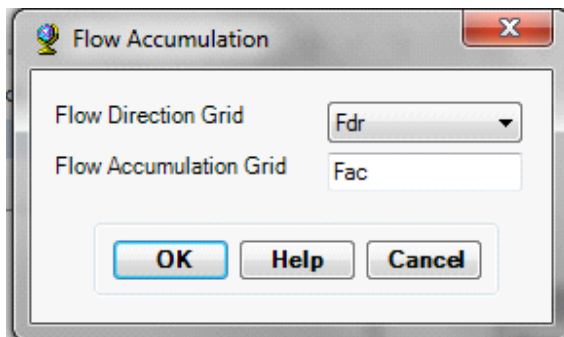 Flow Accumulation
Flow Direction Grid Fdr
Flow Accumulation Grid Fac
OK Help Cancel